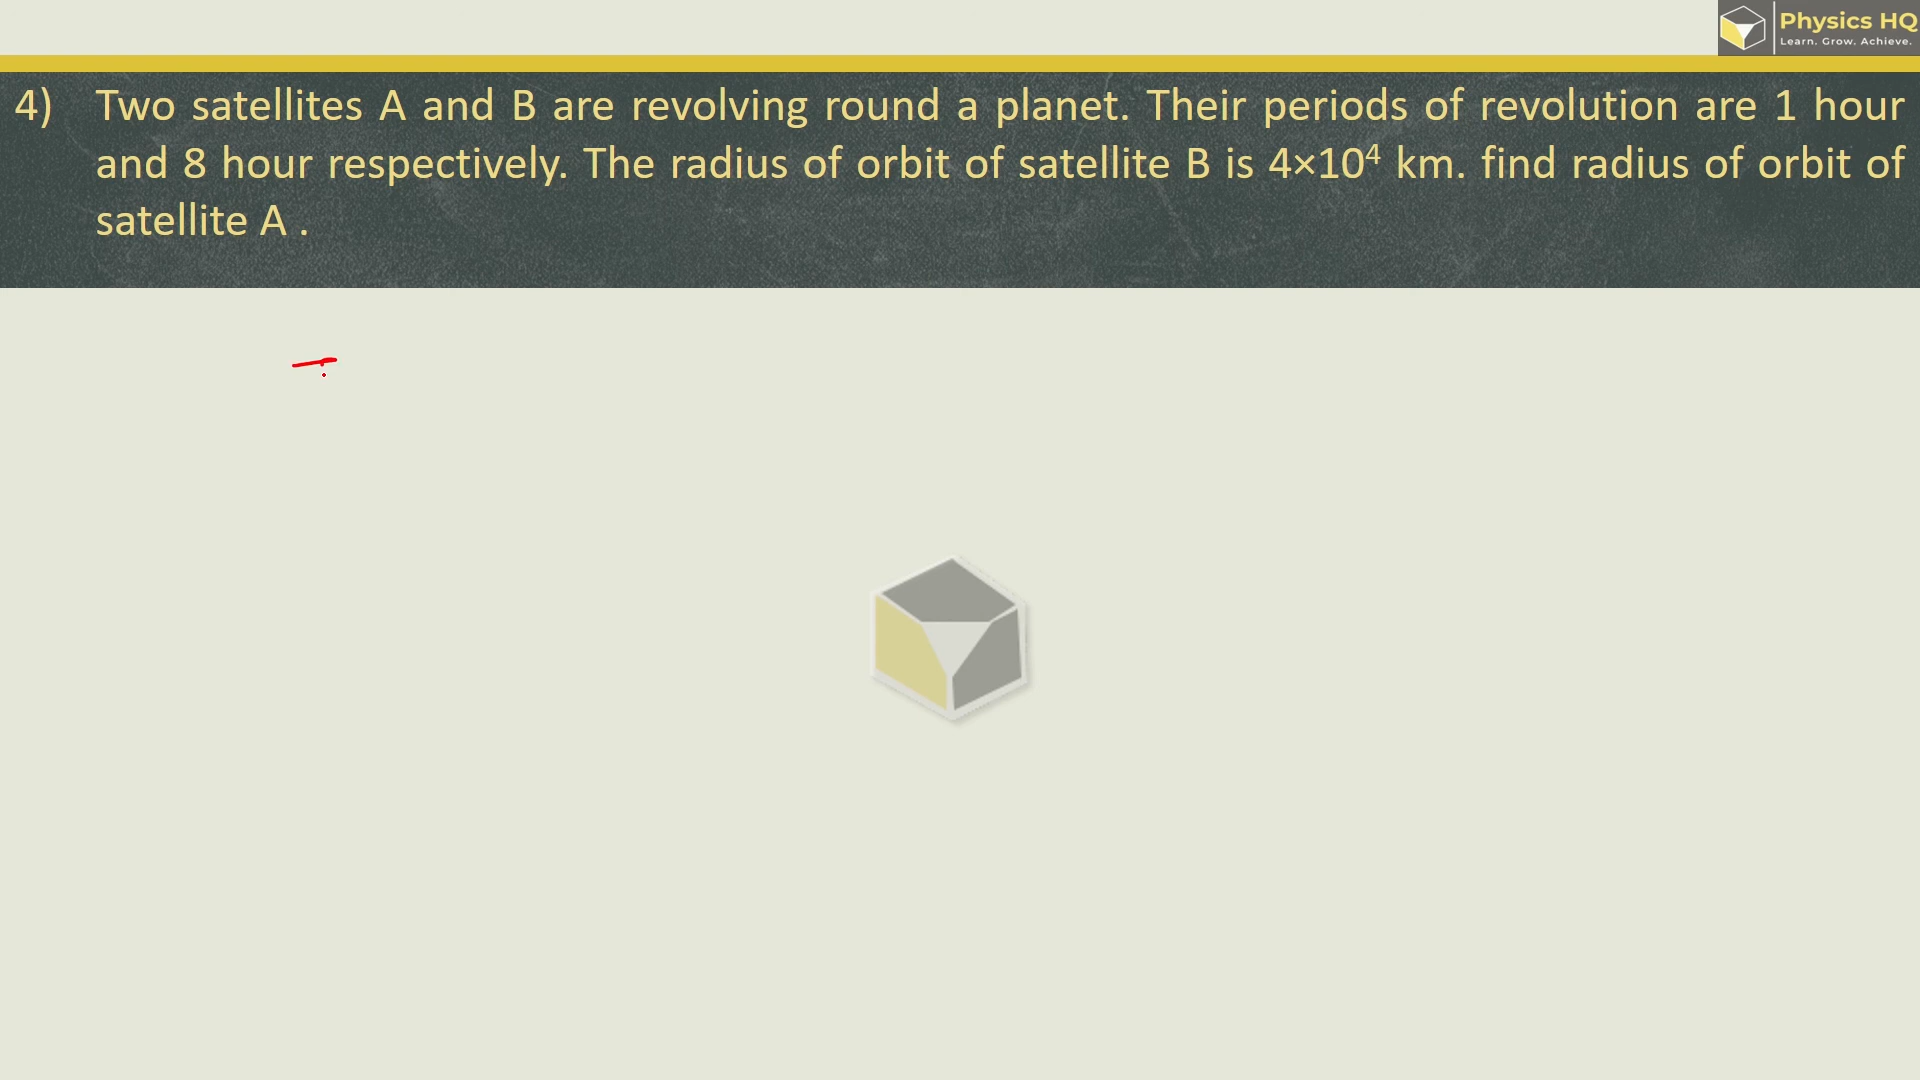 Physics HQ
Learn. Grow. Achieve.
4) Two satellites A and B are revolving round a planet. Their periods of revolution are 1 hour
and 8 hour respectively. The radius of orbit of satellite B is 4×10⁴ km. find radius of orbit of
satellite A .